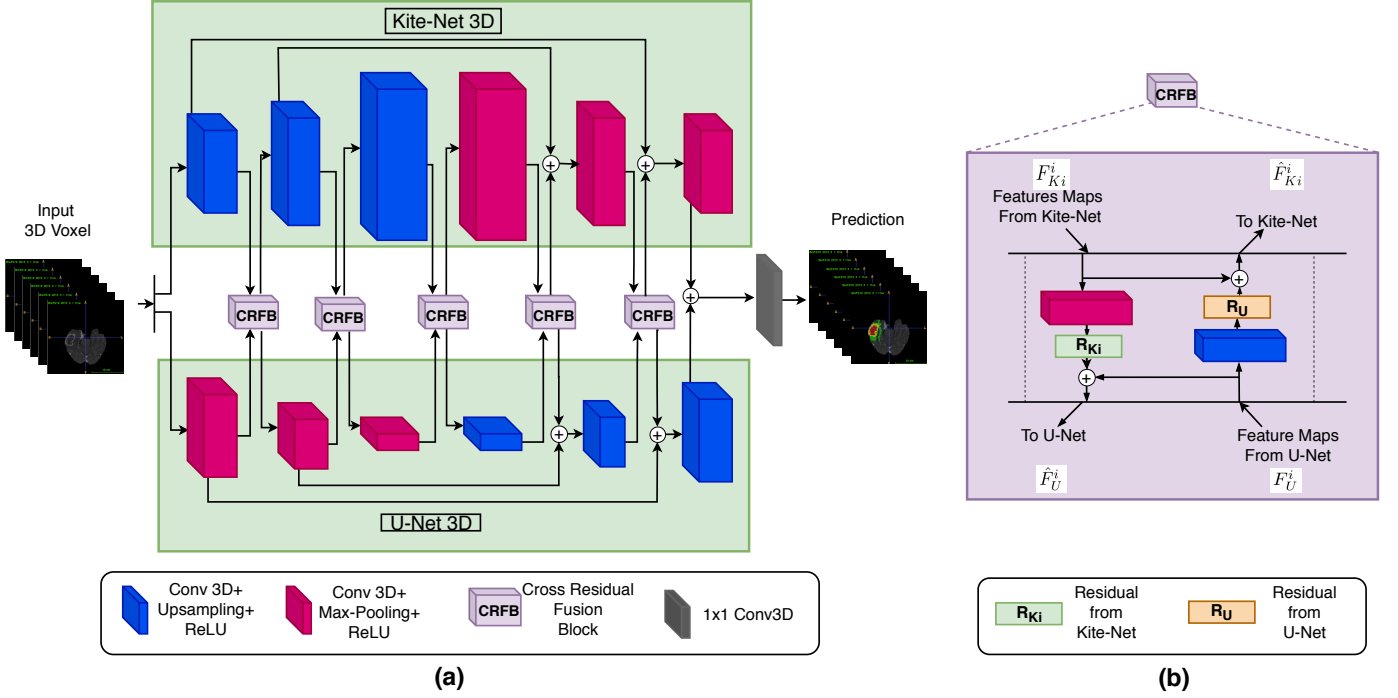 Kite-Net 3D
Input
3D Voxel
CRFB
CRFB
CRFB
CRFB
CRFB
Prediction
U-Net 3D
Conv 3D+
Upsampling+
ReLU
Conv 3D+
Max-Pooling+
ReLU
CRFB
Cross Residual
Fusion
Block
1x1 Conv3D
(a)
CRFB
F^i_{Ki}
F̂^i_{Ki}
Features Maps
From Kite-Net
To Kite-Net
R_U
R_{Ki}
To U-Net
Feature Maps
From U-Net
F̂^i_U
F^i_U
R_{Ki}
Residual
from
Kite-Net
R_U
Residual
from
U-Net
(b)